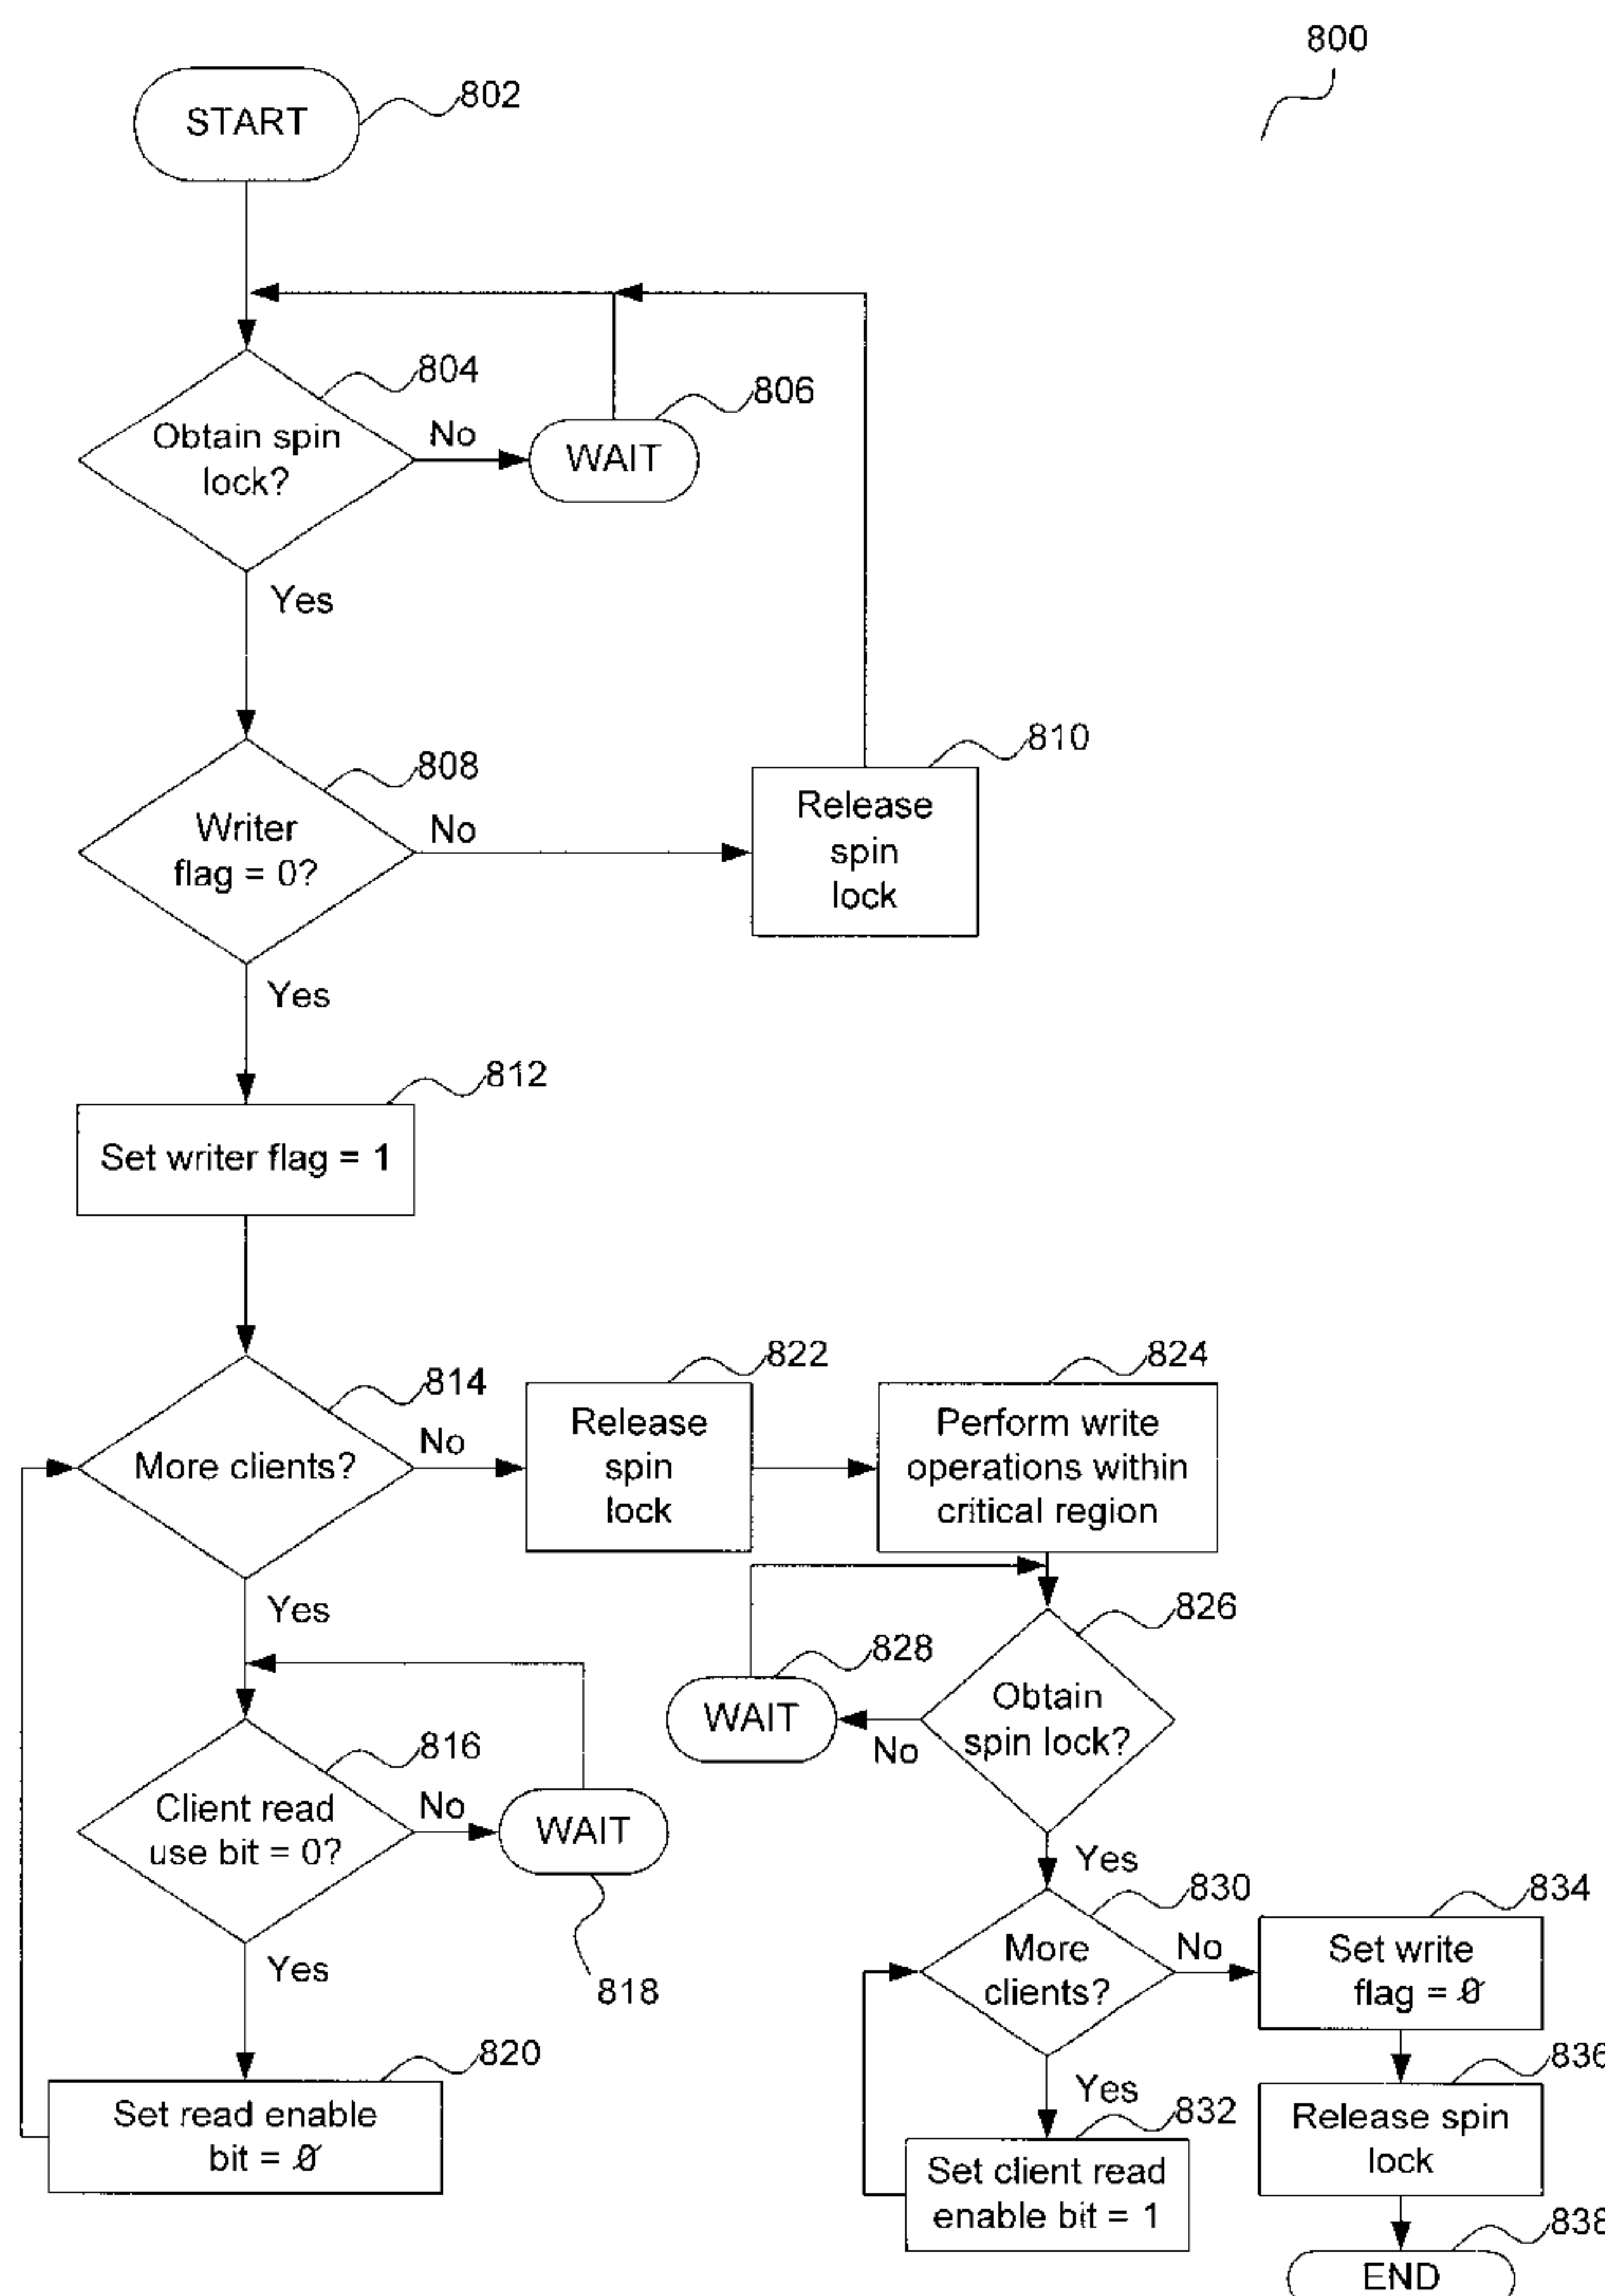 800
START
802
804
Obtain spin
lock?
No
806
WAIT
Yes
808
Writer
flag = 0?
No
810
Release
spin
lock
Yes
812
Set writer flag = 1
814
More clients?
No
822
Release
spin
lock
824
Perform write
operations within
critical region
Yes
826
Obtain
spin lock?
828
WAIT
No
816
Client read
use bit = 0?
No
WAIT
818
Yes
Yes
830
More
clients?
No
834
Set write
flag = 0
820
Set read enable
bit = 0
Yes
832
Set client read
enable bit = 1
836
Release spin
lock
838
END